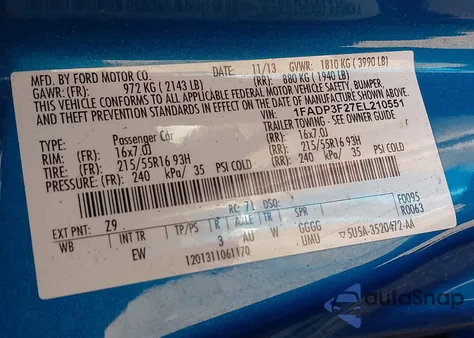 MFD. BY FORD MOTOR CO. DATE: 11/13 GVWR: 1810 KG ( 3990 LB)
GAWR:(FR): 972 KG ( 2143 LB) (RR): 880 KG ( 1940 LB)
THIS VEHICLE CONFORMS TO ALL APPLICABLE FEDERAL MOTOR VEHICLE SAFETY, BUMPER,
AND THEFT PREVENTION STANDARDS IN EFFECT ON THE DATE OF MANUFACTURE SHOWN ABOVE.
VIN: 1FADP3F27EL210551
TYPE: Passenger Car TRAILER TOWING - SEE OWNER GUIDE
RIM: (FR): 16x7.0J (RR): 16x7.0J
TIRE: (FR): 215/55R16 93H (RR): 215/55R16 93H
PRESSURE: (FR): 240 kPa/ 35 PSI COLD (RR): 240 kPa/ 35 PSI COLD
RC: 71 DSO: F0095
EXT PNT: Z9 R0063
WB INT TR TP/PS R AXLE TR SPR
EW 3 AU W GGGG
UMU
1201311061170 5U5A-3520472-AA
autoSnap